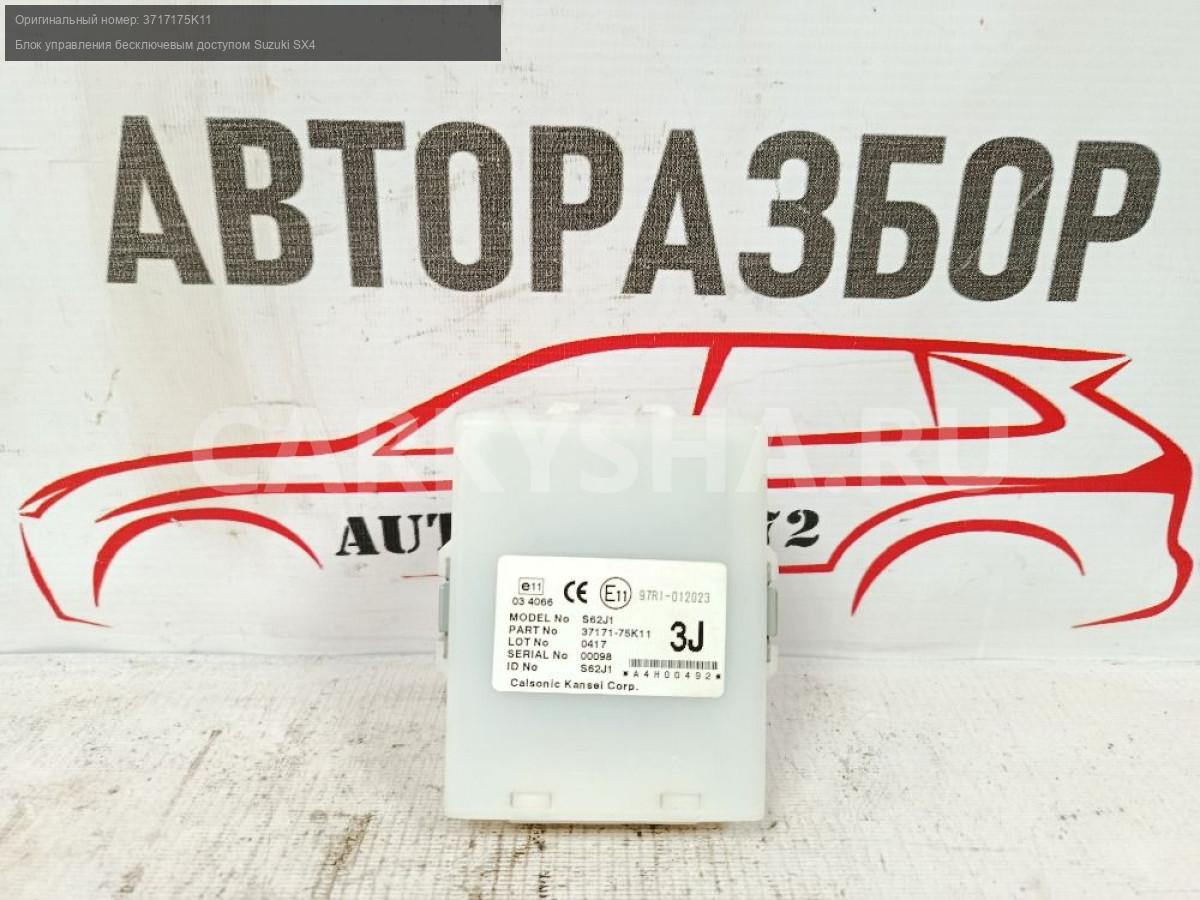 Оригинальный номер: 3717175K11
Блок управления бесключевым доступом Suzuki SX4
АВТОРАЗБОР
CARKYSHA.RU
AUT 72
e11
03 4066
CE
E11
97RI-012023
MODEL No S62J1
PART No 37171-75K11
3J
LOT No 0417
SERIAL No 00098
ID No S62J1
*A4H00492*
Calsonic Kansei Corp.